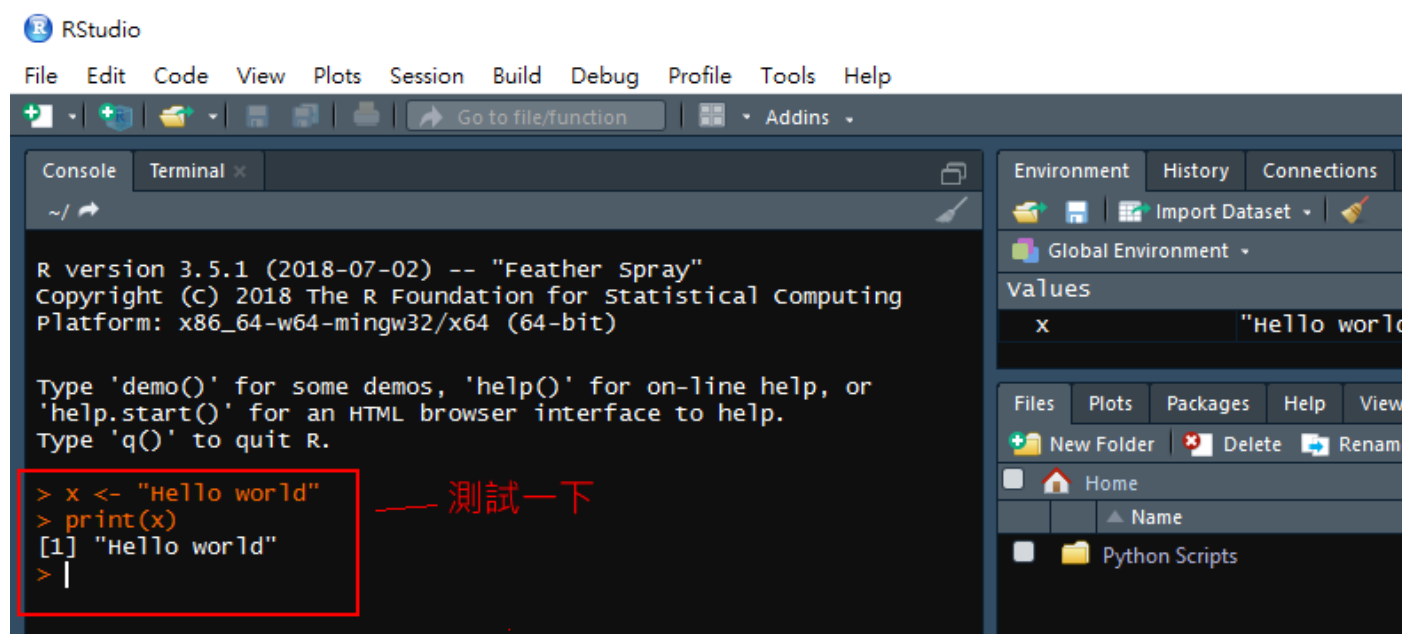 RStudio
File Edit Code View Plots Session Build Debug Profile Tools Help
Go to file/function Addins
Console Terminal
~/
R version 3.5.1 (2018-07-02) -- "Feather Spray"
Copyright (C) 2018 The R Foundation for Statistical Computing
Platform: x86_64-w64-mingw32/x64 (64-bit)
Type 'demo()' for some demos, 'help()' for on-line help, or
'help.start()' for an HTML browser interface to help.
Type 'q()' to quit R.
> x <- "Hello world"
> print(x)
[1] "Hello world"
>
測試一下
Environment History Connections
Import Dataset
Global Environment
Values
x "Hello world
Files Plots Packages Help View
New Folder Delete Renam
Home
Name
Python Scripts